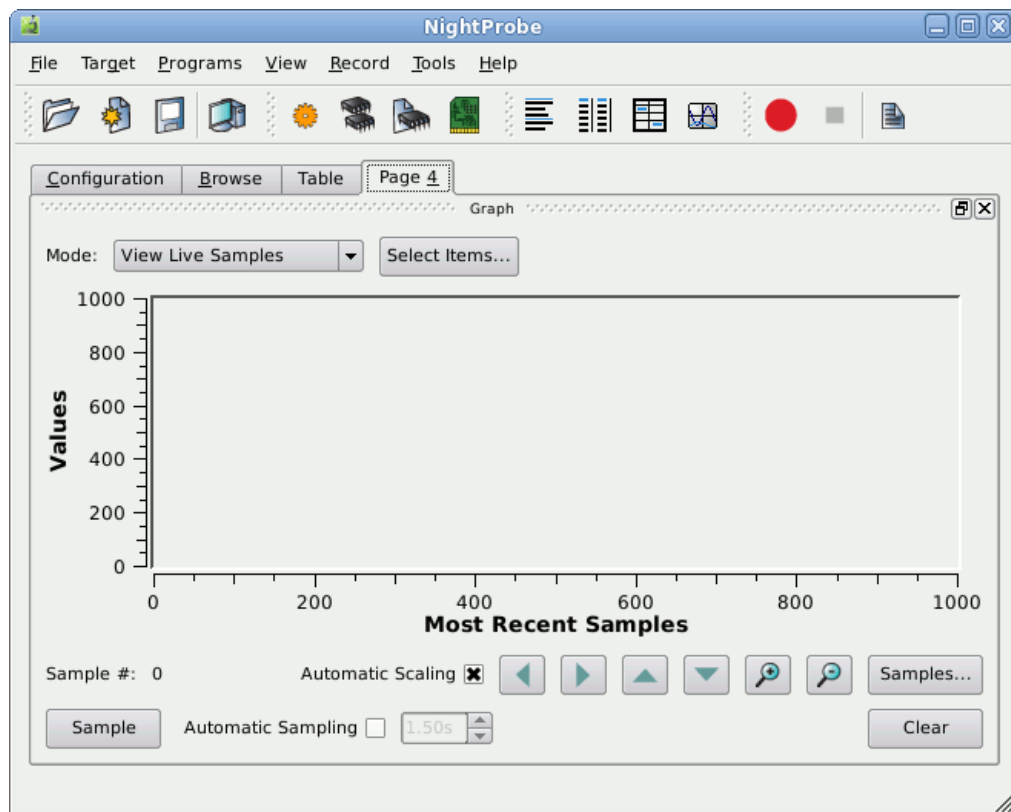 NightProbe
File Target Programs View Record Tools Help
Configuration Browse Table Page 4
Graph
Mode: View Live Samples Select Items...
1000
800
600
400
200
0
Values
0 200 400 600 800 1000
Most Recent Samples
Sample #: 0 Automatic Scaling Samples...
Sample Automatic Sampling 1.50s Clear